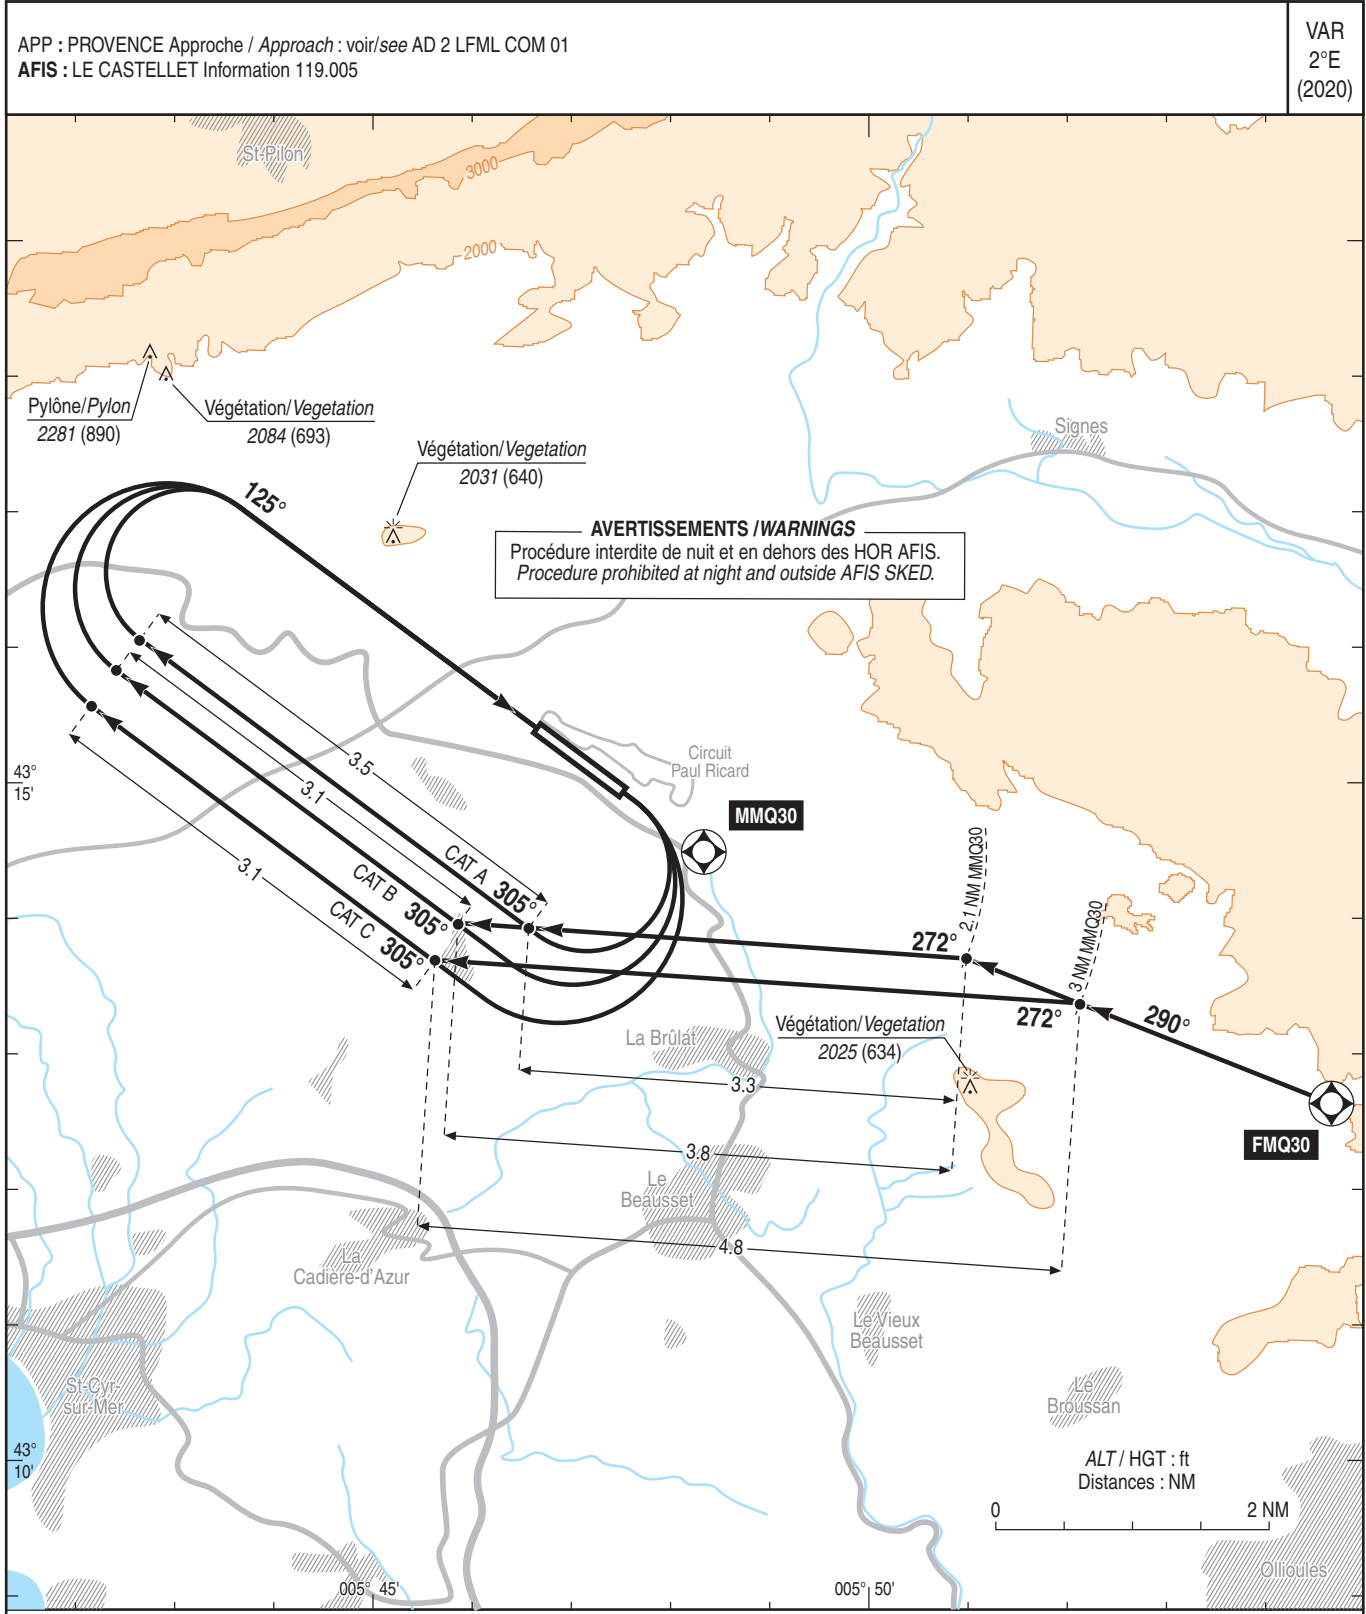 APP : PROVENCE Approche / Approach : voir/see AD 2 LFML COM 01
AFIS : LE CASTELLET Information 119.005
VAR
2°E
(2020)
St-Pilon
3000
2000
Pylône/Pylon
2281 (890)
Végétation/Vegetation
2084 (693)
Végétation/Vegetation
2031 (640)
Signes
125°
AVERTISSEMENTS /WARNINGS
Procédure interdite de nuit et en dehors des HOR AFIS.
Procedure prohibited at night and outside AFIS SKED.
Circuit
Paul Ricard
43°
15'
3.5
3.1
3.1
MMQ30
CAT A 305°
CAT B 305°
CAT C 305°
2.1 NM MMQ30
3 NM MMQ30
272°
272°
290°
La Brûlat
Végétation/Vegetation
2025 (634)
3.3
FMQ30
3.8
Le
Beausset
4.8
La
Cadière-d'Azur
Le Vieux
Beausset
St-Cyr-
sur-Mer
Le
Broussan
43°
10'
ALT / HGT : ft
Distances : NM
0 2 NM
Ollioules
005° 45'
005° 50'